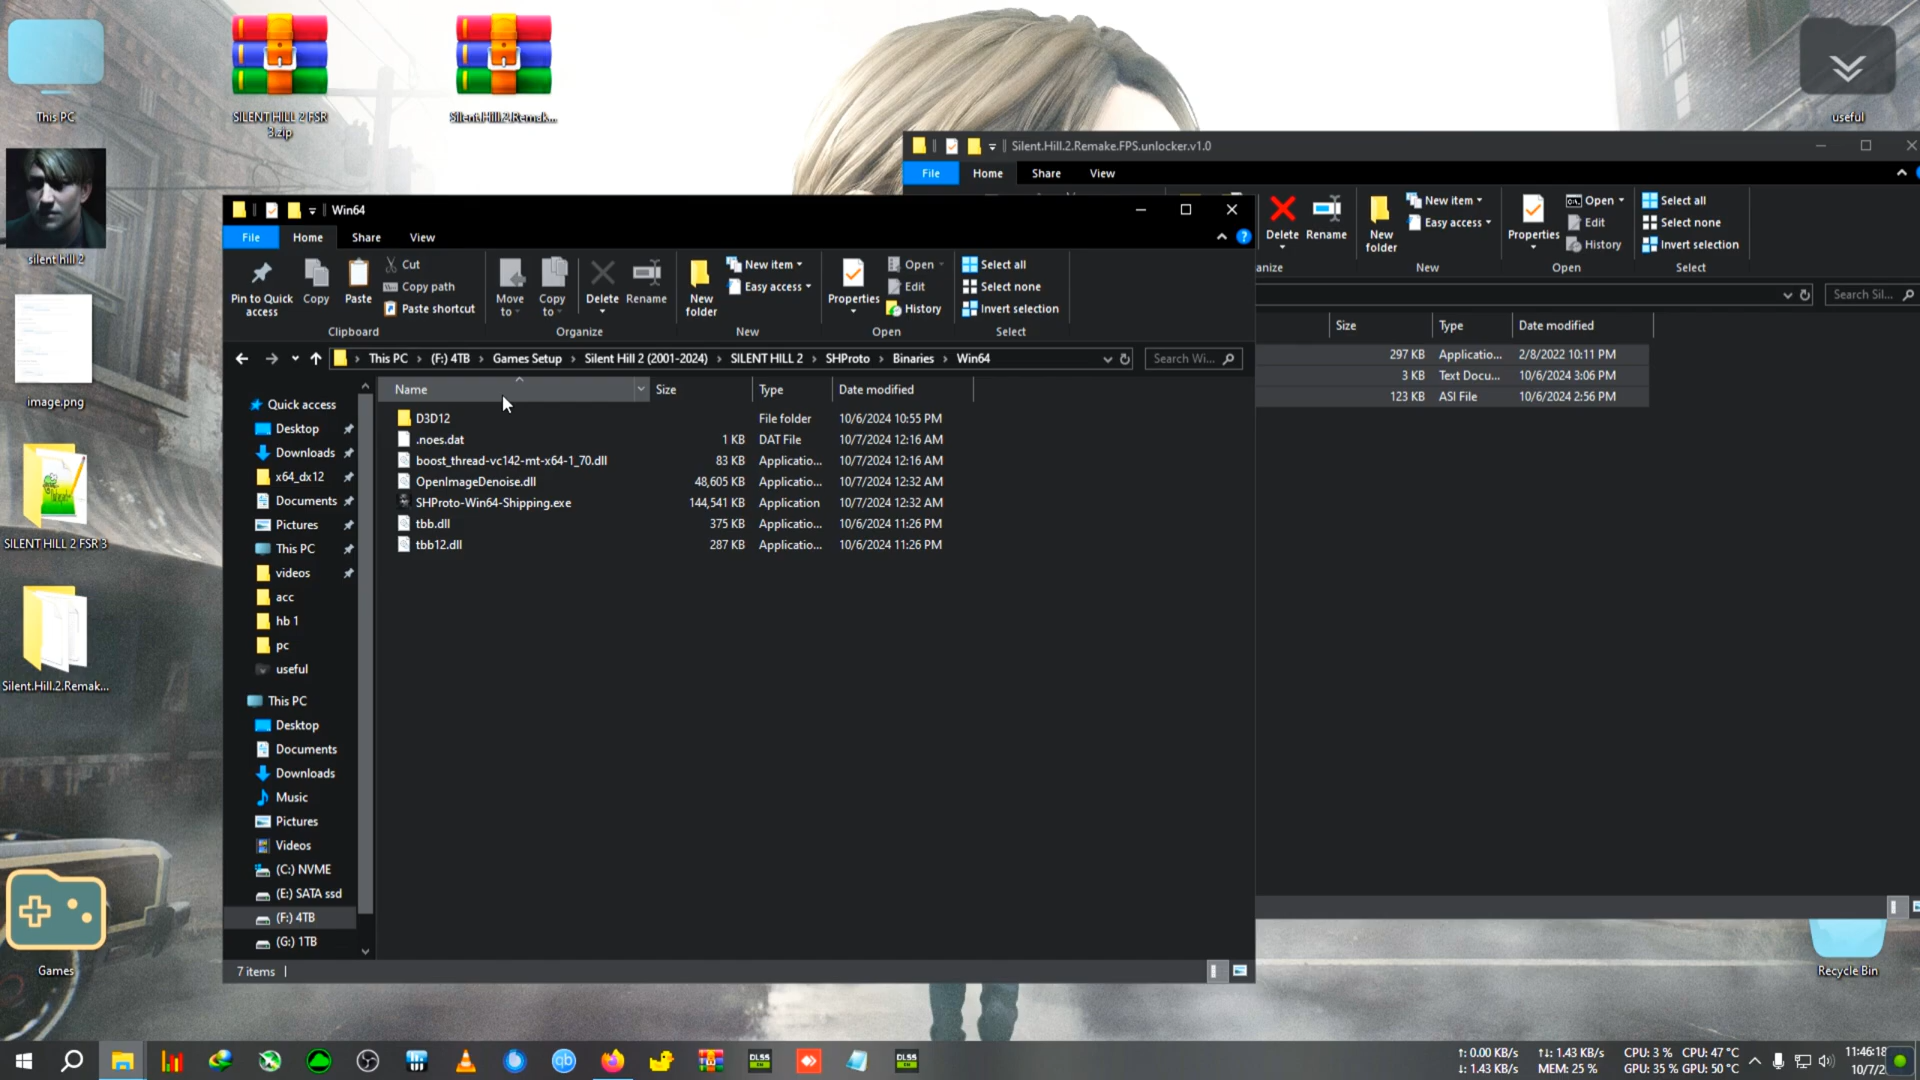 This PC
SILENT HILL 2 FSR
3.zip
Silent.Hill.2.Remak...
useful
silent hill 2
image.png
SILENT HILL 2 FSR 3
Silent.Hill.2.Remak...
Games
Recycle Bin
Silent.Hill.2.Remake.FPS.unlocker.v1.0
File
Home
Share
View
Delete
Rename
New
folder
New item
Easy access
Properties
Open
Edit
History
Select all
Select none
Invert selection
anize
New
Open
Select
Search Sil...
Size
Type
Date modified
297 KB Applicatio... 2/8/2022 10:11 PM
3 KB Text Docu... 10/6/2024 3:06 PM
123 KB ASI File 10/6/2024 2:56 PM
Win64
File
Home
Share
View
Pin to Quick
access
Copy
Paste
Cut
Copy path
Paste shortcut
Clipboard
Move
to
Copy
to
Delete
Rename
Organize
New
folder
New item
Easy access
New
Properties
Open
Edit
History
Open
Select all
Select none
Invert selection
Select
This PC › (F:) 4TB › Games Setup › Silent Hill 2 (2001-2024) › SILENT HILL 2 › SHProto › Binaries › Win64
Search Wi...
Name
Size
Type
Date modified
D3D12 File folder 10/6/2024 10:55 PM
.noes.dat 1 KB DAT File 10/7/2024 12:16 AM
boost_thread-vc142-mt-x64-1_70.dll 83 KB Applicatio... 10/7/2024 12:16 AM
OpenImageDenoise.dll 48,605 KB Applicatio... 10/7/2024 12:32 AM
SHProto-Win64-Shipping.exe 144,541 KB Application 10/7/2024 12:32 AM
tbb.dll 375 KB Applicatio... 10/6/2024 11:26 PM
tbb12.dll 287 KB Applicatio... 10/6/2024 11:26 PM
Quick access
Desktop
Downloads
x64_dx12
Documents
Pictures
This PC
videos
acc
hb 1
pc
useful
This PC
Desktop
Documents
Downloads
Music
Pictures
Videos
(C:) NVME
(E:) SATA ssd
(F:) 4TB
(G:) 1TB
7 items
qb
DLSS
DLSS
↑: 0.00 KB/s
↓: 1.43 KB/s
↑↓: 1.43 KB/s
MEM: 25 %
CPU: 3 % CPU: 47 °C
GPU: 35 % GPU: 50 °C
11:46:18
10/7/2